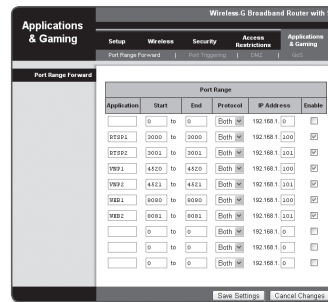 Wireless-G Broadband Router with
Applications
& Gaming
Setup Wireless Security Access Restrictions Applications & Gaming
Port Range Forward | Port Triggering | DMZ | QoS
Port Range Forward
Port Range
Application Start End Protocol IP Address Enable
0 to 0 Both 192.168.1. 0
RTSP1 3000 to 3000 Both 192.168.1. 100
RTSP2 3001 to 3001 Both 192.168.1. 101
VNP1 4520 to 4520 Both 192.168.1. 100
VNP2 4521 to 4521 Both 192.168.1. 101
WEB1 8080 to 8080 Both 192.168.1. 100
WEB2 8081 to 8081 Both 192.168.1. 101
0 to 0 Both 192.168.1. 0
0 to 0 Both 192.168.1. 0
0 to 0 Both 192.168.1. 0
Save Settings Cancel Changes